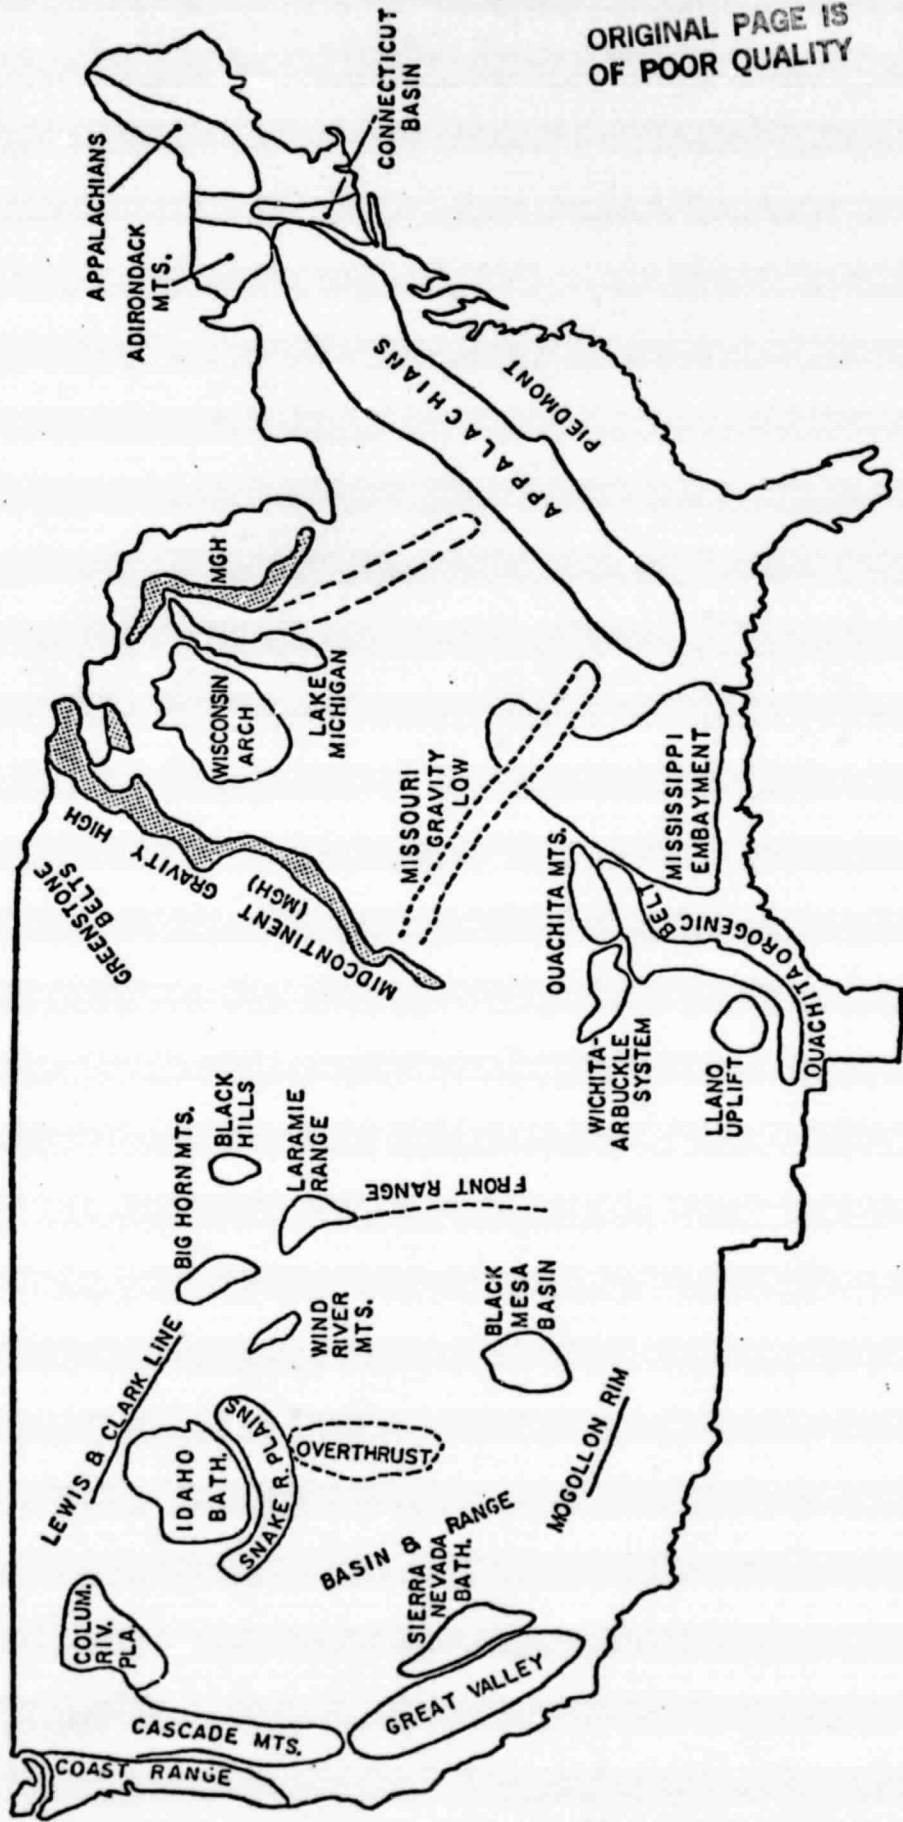 ORIGINAL PAGE IS
OF POOR QUALITY
COAST RANGE
CASCADE MTS.
COLUM.
RIV.
PLA.
GREAT VALLEY
SIERRA
NEVADA
BATH.
BASIN & RANGE
LEWIS & CLARK LINE
IDAHO
BATH.
SNAKE R. PLAINS
OVERTHRUST
MOGOLLON RIM
BIG HORN MTS.
WIND
RIVER
MTS.
BLACK
MESA
BASIN
BLACK
HILLS
LARAMIE
RANGE
FRONT RANGE
GREENSTONE
BELTS
MIDCONTINENT GRAVITY HIGH
(MGH)
WICHITA-
ARBUCKLE
SYSTEM
LLANO
UPLIFT
OUACHITA MTS.
OUACHITA OROGENIC BELT
MISSOURI
GRAVITY
LOW
MISSISSIPPI
EMBAYMENT
WISCONSIN
ARCH
LAKE
MICHIGAN
MGH
APPALACHIANS
PIEDMONT
ADIRONDACK
MTS.
APPALACHIANS
CONNECTICUT
BASIN